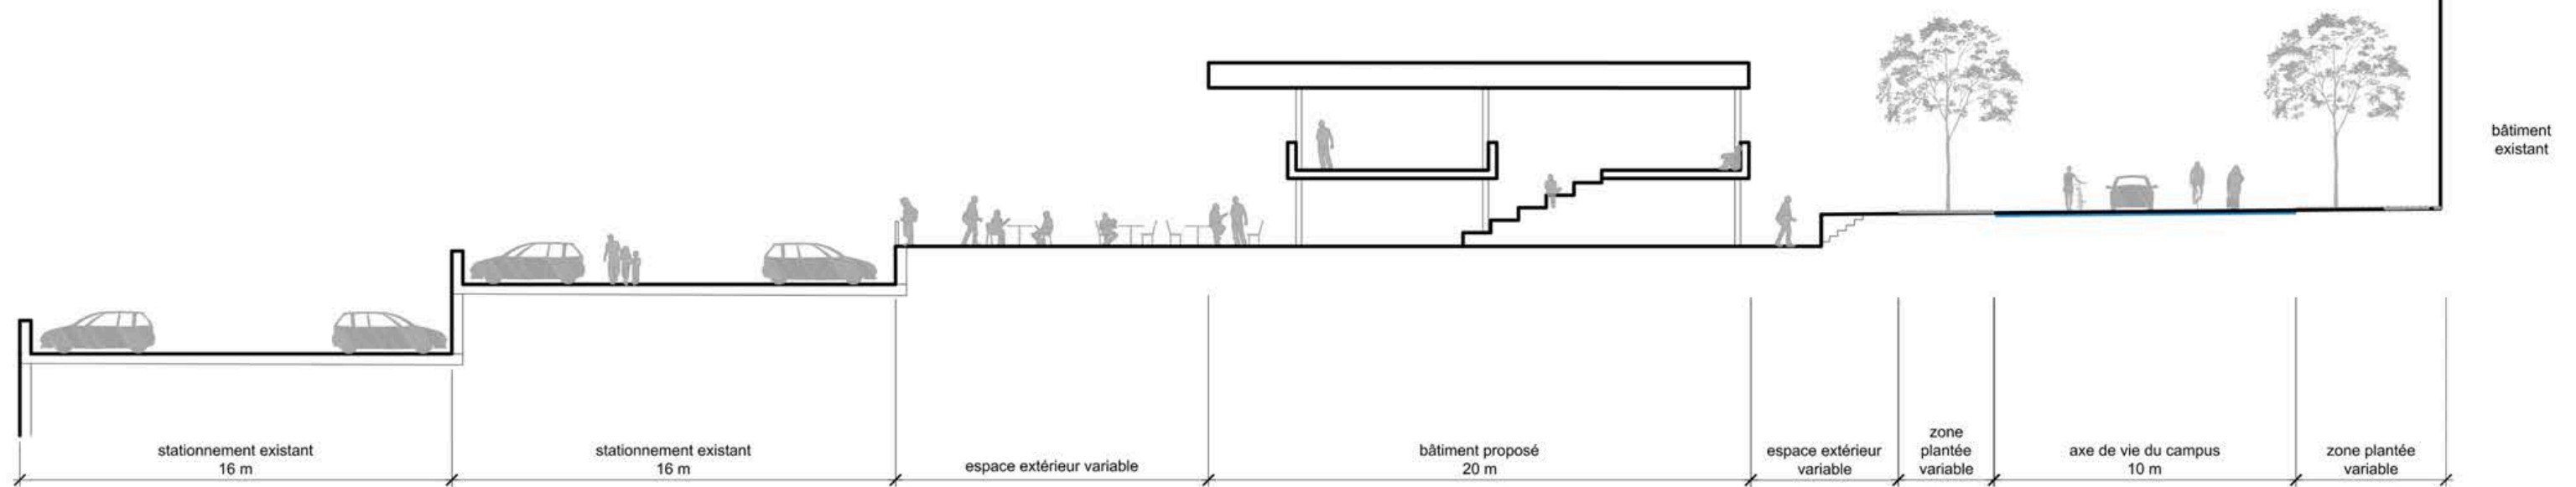 bâtiment
existant
stationnement existant
16 m
stationnement existant
16 m
espace extérieur variable
bâtiment proposé
20 m
espace extérieur
variable
zone
plantée
variable
axe de vie du campus
10 m
zone plantée
variable